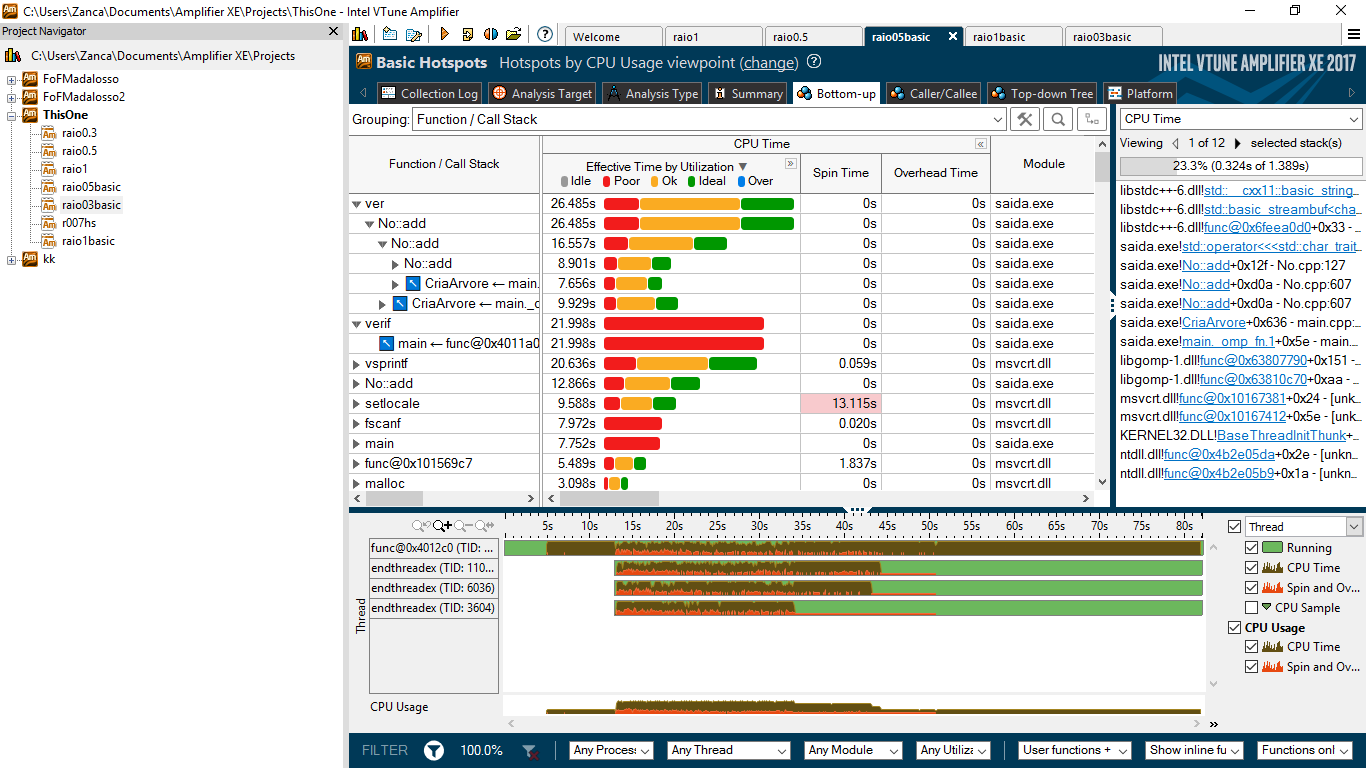 C:\Users\Zanca\Documents\Amplifier XE\Projects\ThisOne - Intel VTune Amplifier
Project Navigator
C:\Users\Zanca\Documents\Amplifier XE\Projects
FoFMadalosso
FoFMadalosso2
ThisOne
raio0.3
raio0.5
raio1
raio05basic
raio03basic
r007hs
raio1basic
kk
Welcome raio1 raio0.5 raio05basic raio1basic raio03basic
Basic Hotspots Hotspots by CPU Usage viewpoint (change)
INTEL VTUNE AMPLIFIER XE 2017
Collection Log Analysis Target Analysis Type Summary Bottom-up Caller/Callee Top-down Tree Platform
Grouping: Function / Call Stack
Function / Call Stack
CPU Time
Effective Time by Utilization
Idle Poor Ok Ideal Over
Spin Time
Overhead Time
Module
ver 26.485s 0s 0s saida.exe
No::add 26.485s 0s 0s saida.exe
No::add 16.557s 0s 0s saida.exe
No::add 8.901s 0s 0s saida.exe
CriaArvore ← main. 7.656s 0s 0s saida.exe
CriaArvore ← main._c 9.929s 0s 0s saida.exe
verif 21.998s 0s 0s saida.exe
main ← func@0x4011a0 21.998s 0s 0s saida.exe
vsprintf 20.636s 0.059s 0s msvcrt.dll
No::add 12.866s 0s 0s saida.exe
setlocale 9.588s 13.115s 0s msvcrt.dll
fscanf 7.972s 0.020s 0s msvcrt.dll
main 7.752s 0s 0s saida.exe
func@0x101569c7 5.489s 1.837s 0s msvcrt.dll
malloc 3.098s 0s 0s msvcrt.dll
CPU Time
Viewing 1 of 12 selected stack(s)
23.3% (0.324s of 1.389s)
libstdc++-6.dll!std::__cxx11::basic_string...
libstdc++-6.dll!std::basic_streambuf<cha...
libstdc++-6.dll!func@0x6feea0d0+0x33 - ...
saida.exe!std::operator<<<std::char_trait...
saida.exe!No::add+0x12f - No.cpp:127
saida.exe!No::add+0xd0a - No.cpp:607
saida.exe!No::add+0xd0a - No.cpp:607
saida.exe!CriaArvore+0x636 - main.cpp:...
saida.exe!main._omp_fn.1+0x5e - main...
libgomp-1.dll!func@0x63807790+0x151 - ...
libgomp-1.dll!func@0x63810c70+0xaa - ...
msvcrt.dll!func@0x10167381+0x24 - [unk...
msvcrt.dll!func@0x10167412+0x5e - [unk...
KERNEL32.DLL!BaseThreadInitThunk+...
ntdll.dll!func@0x4b2e05da+0x2e - [unkn...
ntdll.dll!func@0x4b2e05b9+0x1a - [unkn...
5s 10s 15s 20s 25s 30s 35s 40s 45s 50s 55s 60s 65s 70s 75s 80s
Thread
func@0x4012c0 (TID: ...
endthreadex (TID: 110...
endthreadex (TID: 6036)
endthreadex (TID: 3604)
CPU Usage
Thread
Running
CPU Time
Spin and Ov...
CPU Sample
CPU Usage
CPU Time
Spin and Ov...
FILTER 100.0% Any Process Any Thread Any Module Any Utiliza User functions + Show inline fu Functions onl